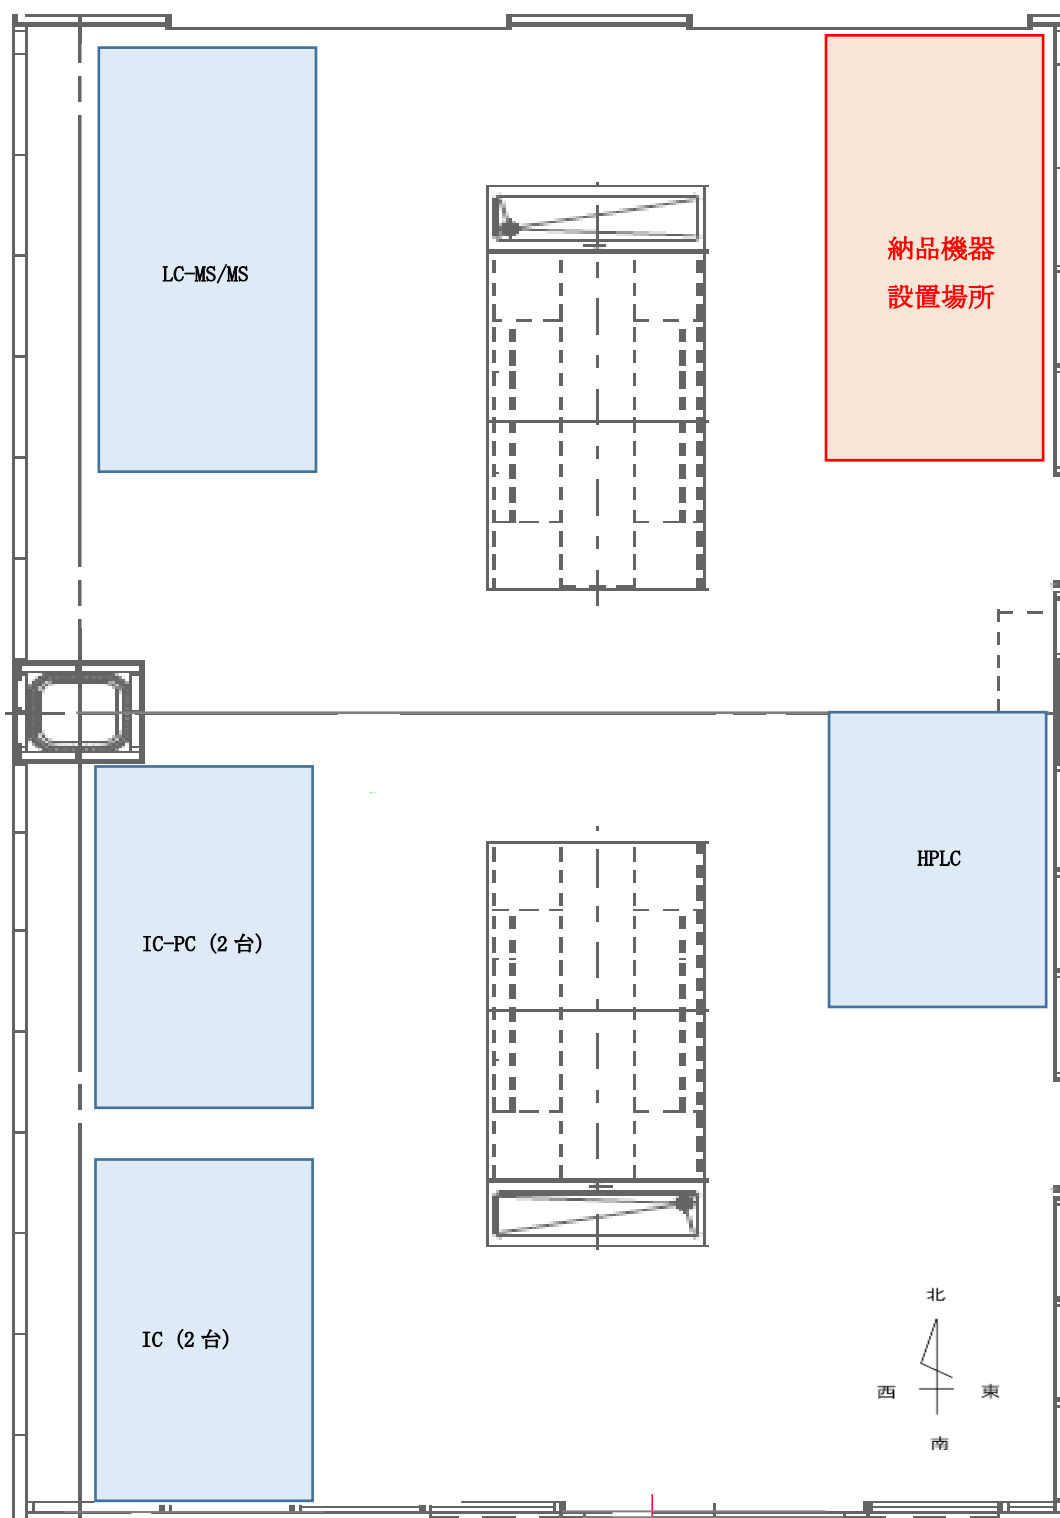 納品機器
設置場所
LC-MS/MS
HPLC
IC-PC (2 台)
IC (2 台)
北
西
東
南